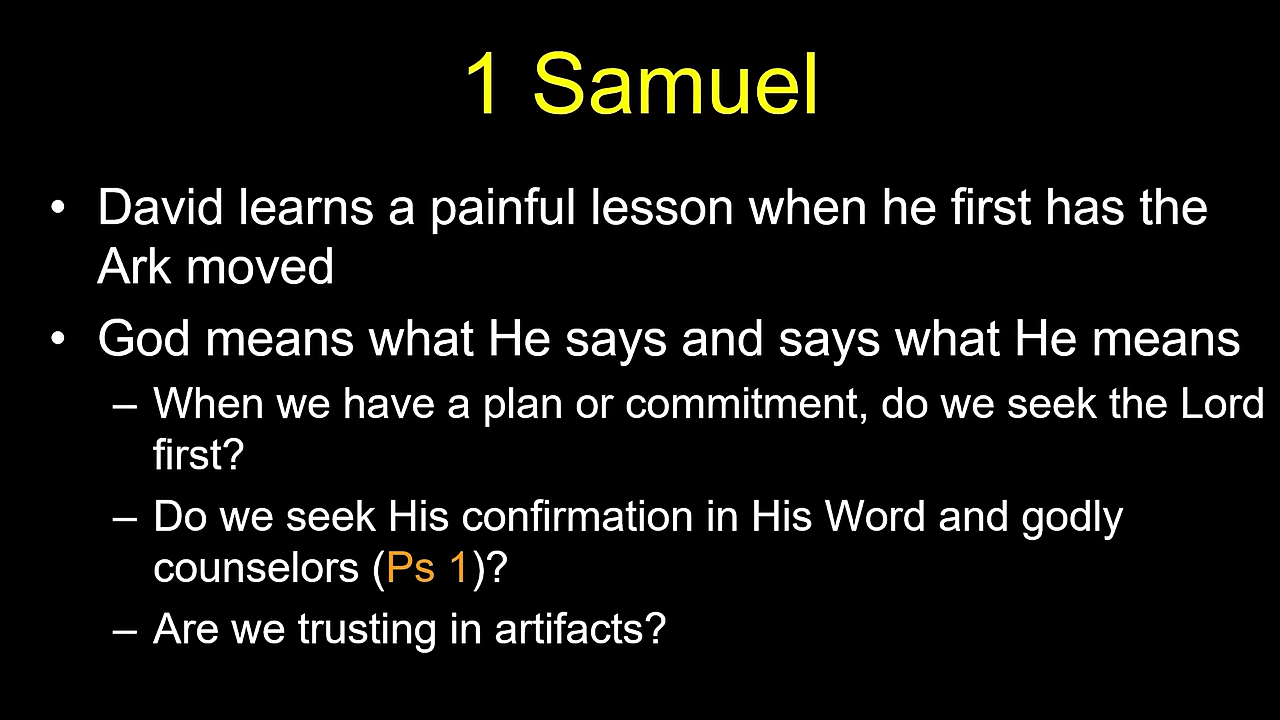 1 Samuel
• David learns a painful lesson when he first has the
Ark moved
• God means what He says and says what He means
– When we have a plan or commitment, do we seek the Lord
first?
– Do we seek His confirmation in His Word and godly
counselors (Ps 1)?
– Are we trusting in artifacts?